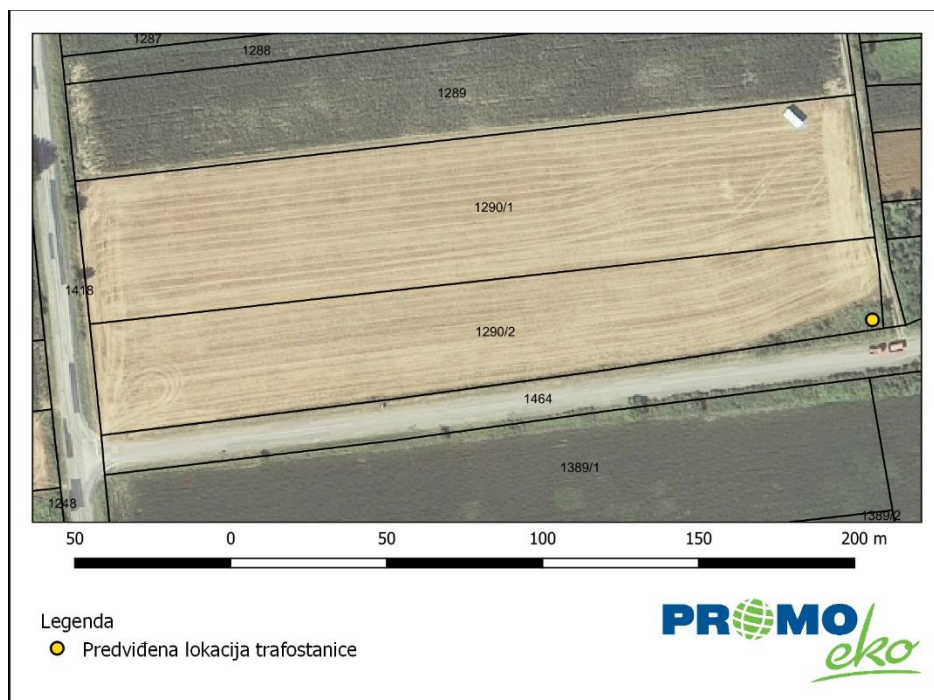 1287
1288
1289
1290/1
1418
1290/2
1464
1389/1
1248
1389/2
50 0 50 100 150 200 m
Legenda
Predviđena lokacija trafostanice
PROMO
eko